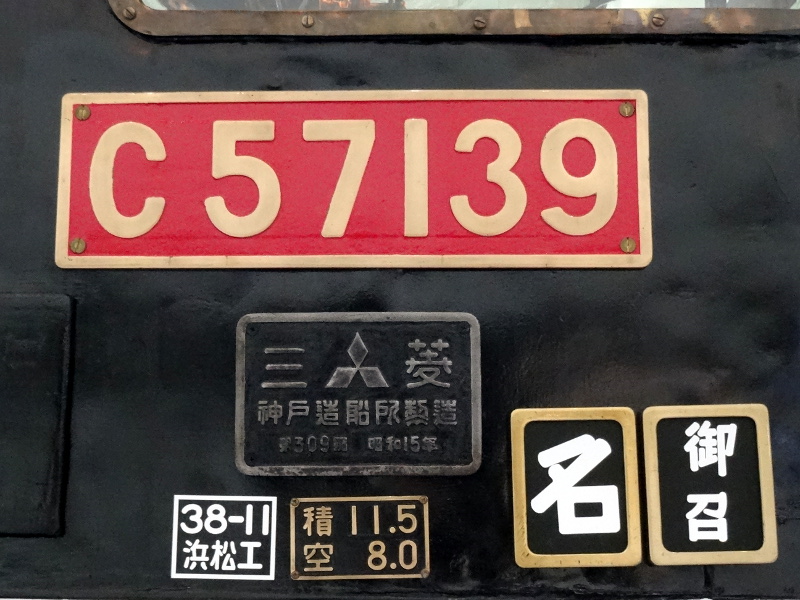 C57139
三菱
神戸造船所製造
第309號 昭和15年
38-11
浜松工
積 11.5
空 8.0
名
御召